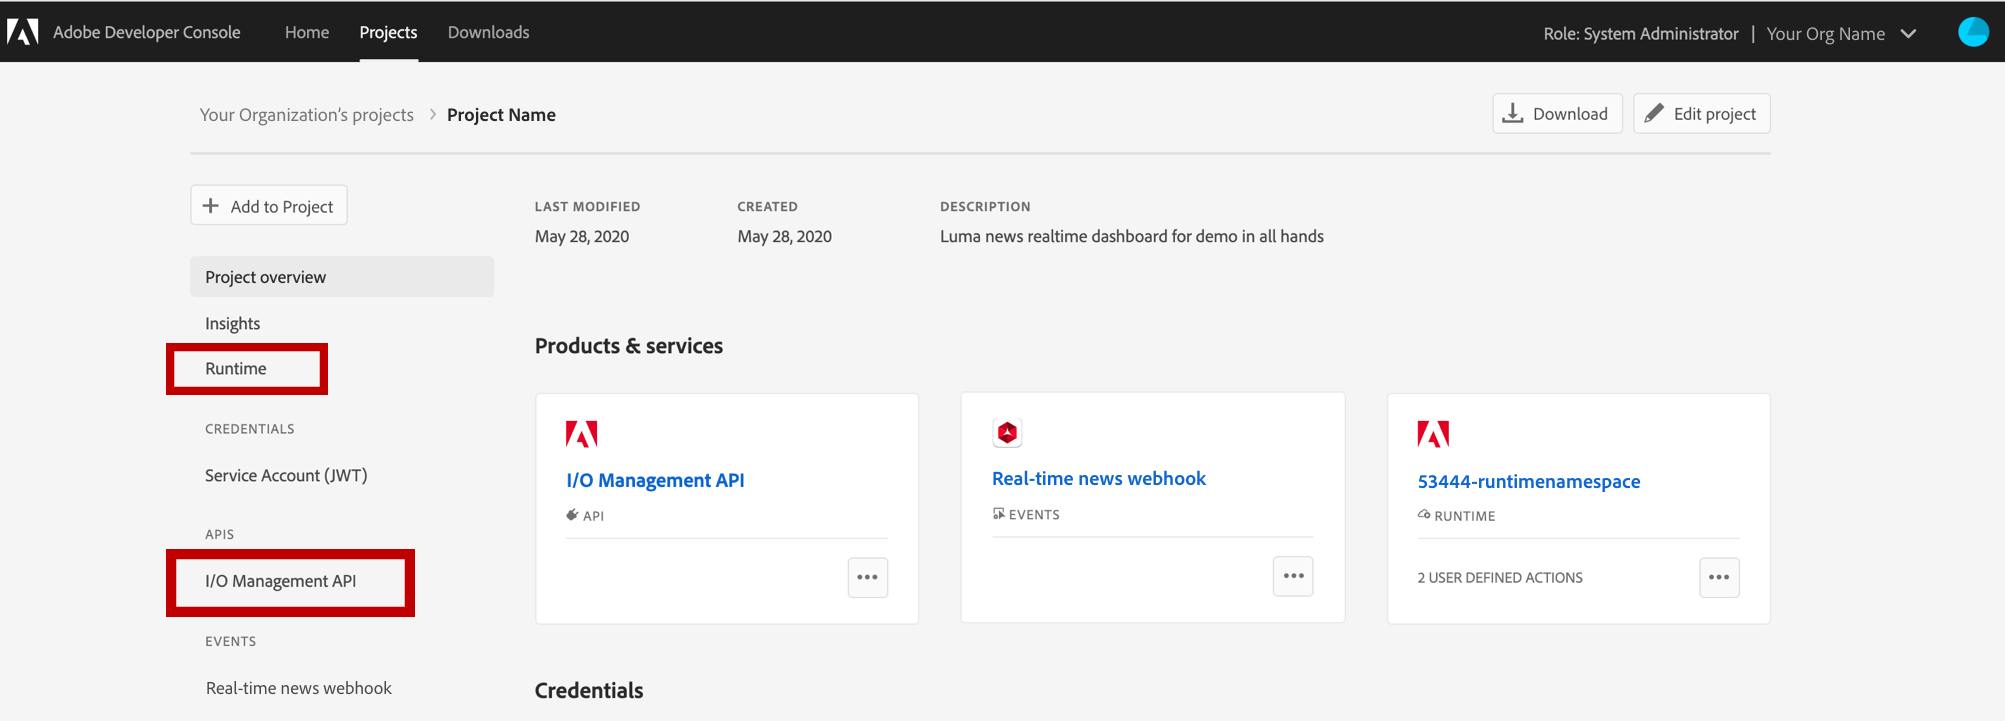 Adobe Developer Console Home Projects Downloads Role: System Administrator | Your Org Name
Your Organization's projects > Project Name Download Edit project
+ Add to Project
LAST MODIFIED CREATED DESCRIPTION
May 28, 2020 May 28, 2020 Luma news realtime dashboard for demo in all hands
Project overview
Insights
Runtime
CREDENTIALS
Service Account (JWT)
APIS
I/O Management API
EVENTS
Real-time news webhook
Products & services
I/O Management API
API
Real-time news webhook
EVENTS
53444-runtimenamespace
RUNTIME
2 USER DEFINED ACTIONS
Credentials